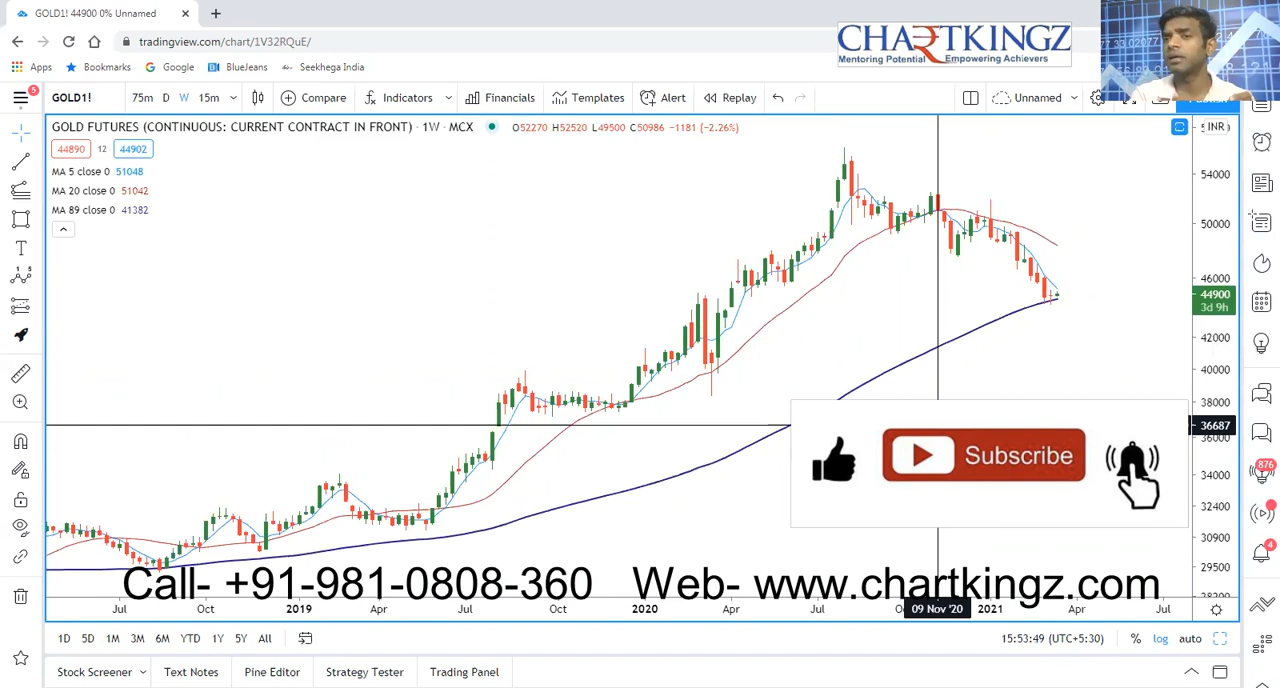 GOLD1! 44900 0% Unnamed
tradingview.com/chart/1V32RQuE/
Apps Bookmarks Google BlueJeans Seekhega India
CHARTKINGZ
Mentoring Potential Empowering Achievers
GOLD1! 75m D W 15m Compare Indicators Financials Templates Alert Replay Unnamed
5
GOLD FUTURES (CONTINUOUS: CURRENT CONTRACT IN FRONT) · 1W · MCX O52270 H52520 L49500 C50986 −1181 (−2.26%)
INR
44890 12 44902
MA 5 close 0 51048
MA 20 close 0 51042
MA 89 close 0 41382
54000
50000
46000
44900
3d 9h
42000
40000
38000
36687
36000
34000
32400
30900
29500
Subscribe
876
4
Call- +91-981-0808-360 Web- www.chartkingz.com
Jul Oct 2019 Apr Jul Oct 2020 Apr Jul 09 Nov '20 2021 Apr Jul
1D 5D 1M 3M 6M YTD 1Y 5Y All 15:53:49 (UTC+5:30) % log auto
Stock Screener Text Notes Pine Editor Strategy Tester Trading Panel